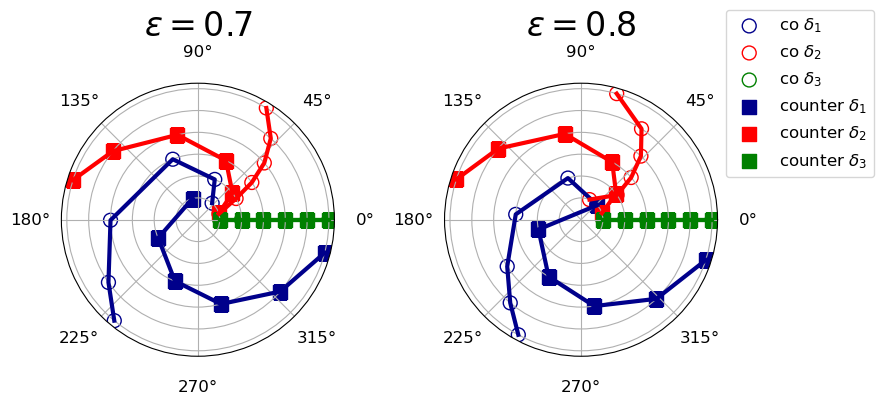 ε = 0.7
90°
135°
45°
180°
0°
225°
315°
270°
ε = 0.8
90°
135°
45°
180°
0°
225°
315°
270°
co δ₁
co δ₂
co δ₃
counter δ₁
counter δ₂
counter δ₃